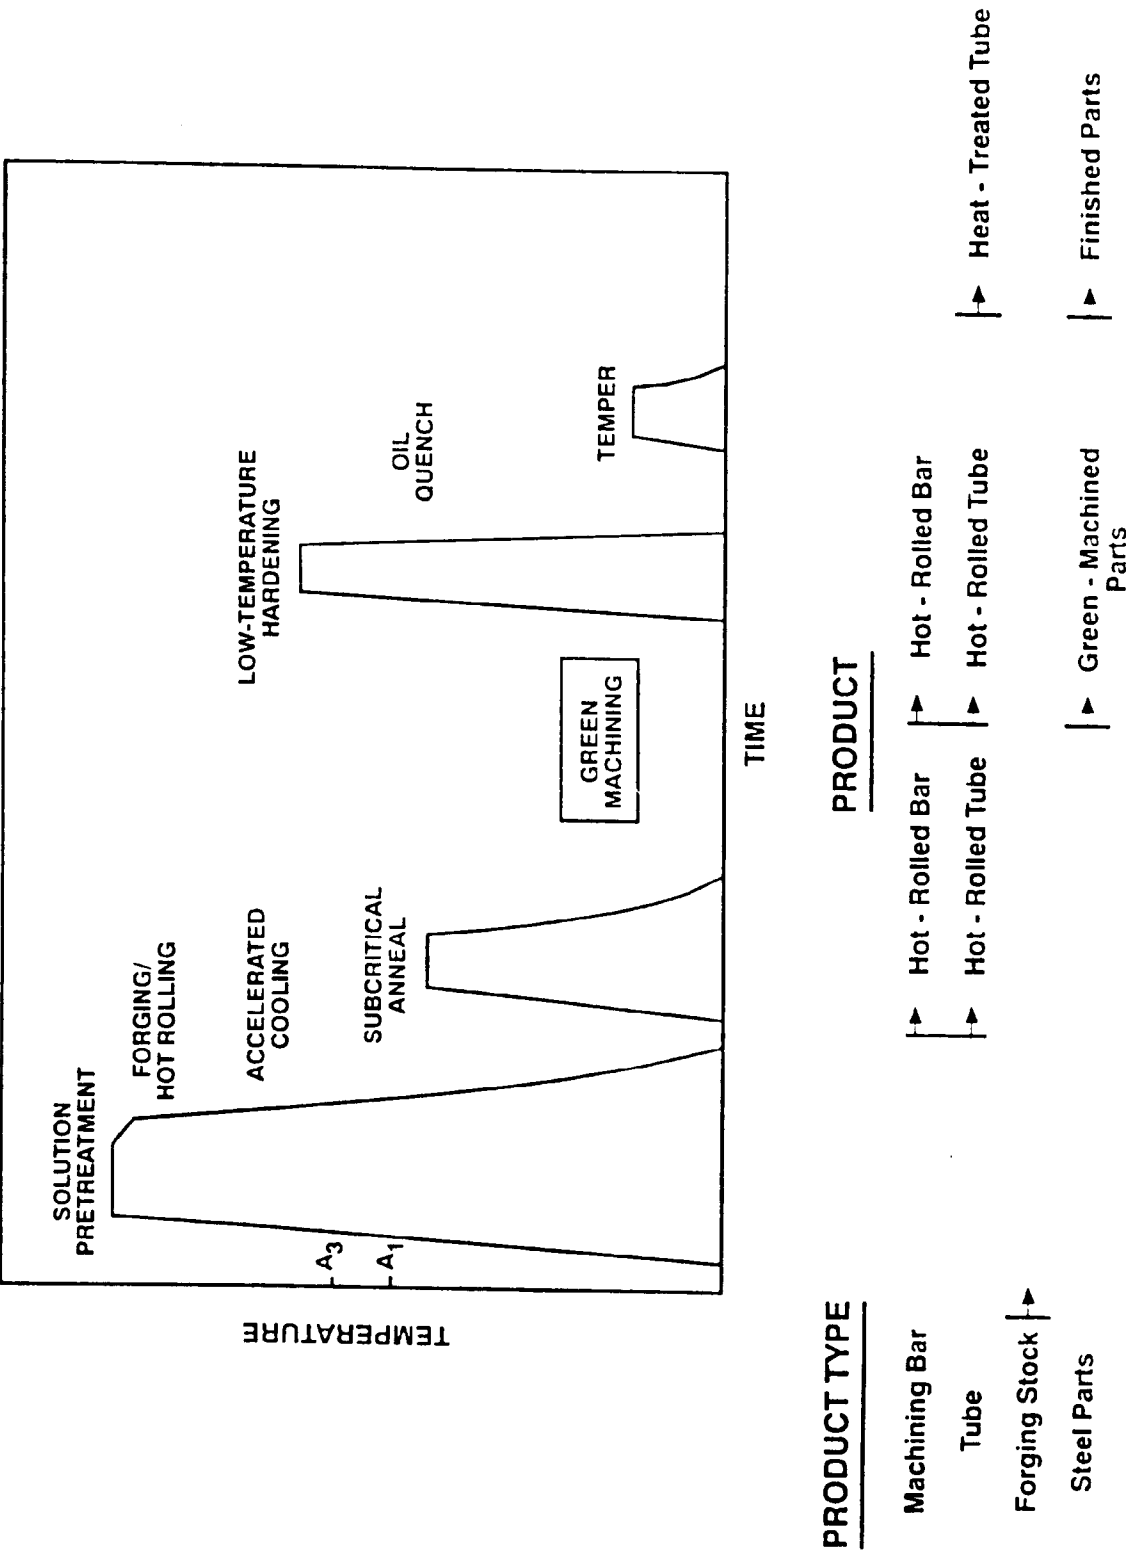 SOLUTION
PRETREATMENT
FORGING/
HOT ROLLING
ACCELERATED
COOLING
SUBCRITICAL
ANNEAL
LOW-TEMPERATURE
HARDENING
OIL
QUENCH
TEMPER
GREEN
MACHINING
A3
A1
TEMPERATURE
TIME
PRODUCT TYPE
PRODUCT
Machining Bar
Hot - Rolled Bar
Hot - Rolled Bar
Tube
Hot - Rolled Tube
Hot - Rolled Tube
Heat - Treated Tube
Forging Stock
Steel Parts
Green - Machined
Parts
Finished Parts